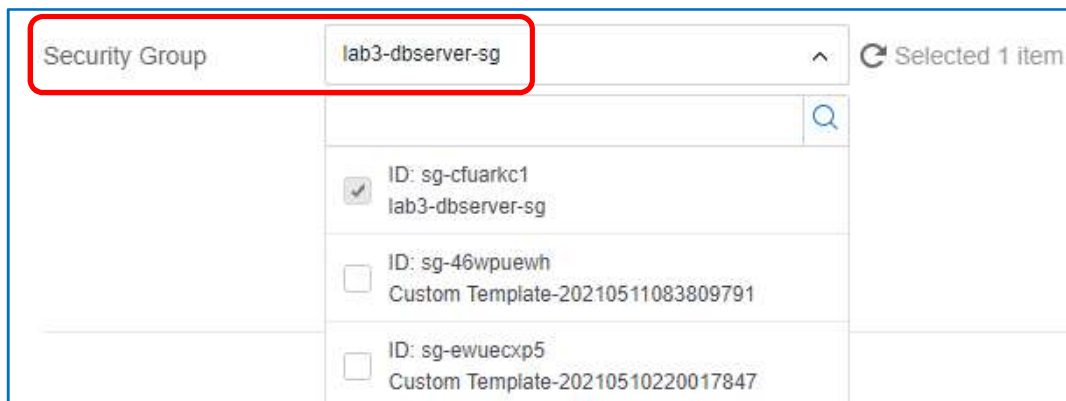 Security Group lab3-dbserver-sg Selected 1 item
ID: sg-cfuarkc1
lab3-dbserver-sg
ID: sg-46wpuewh
Custom Template-20210511083809791
ID: sg-ewuecxp5
Custom Template-20210510220017847